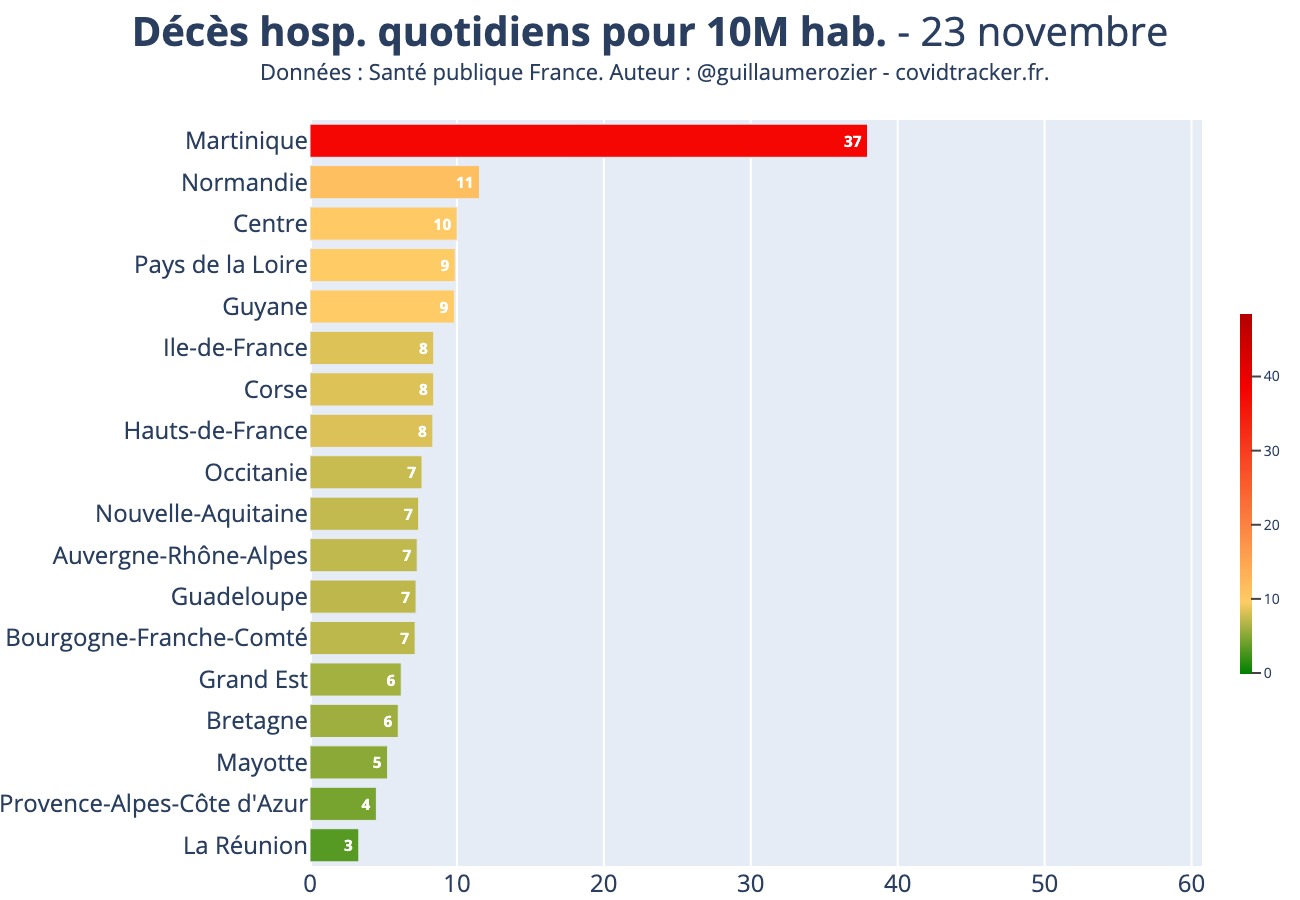 Décès hosp. quotidiens pour 10M hab. - 23 novembre
Données : Santé publique France. Auteur : @guillaumerozier - covidtracker.fr.
Martinique 37
Normandie 11
Centre 10
Pays de la Loire 9
Guyane 9
Ile-de-France 8
Corse 8
Hauts-de-France 8
Occitanie 7
Nouvelle-Aquitaine 7
Auvergne-Rhône-Alpes 7
Guadeloupe 7
Bourgogne-Franche-Comté 7
Grand Est 6
Bretagne 6
Mayotte 5
Provence-Alpes-Côte d'Azur 4
La Réunion 3
0 10 20 30 40 50 60
40
30
20
10
0